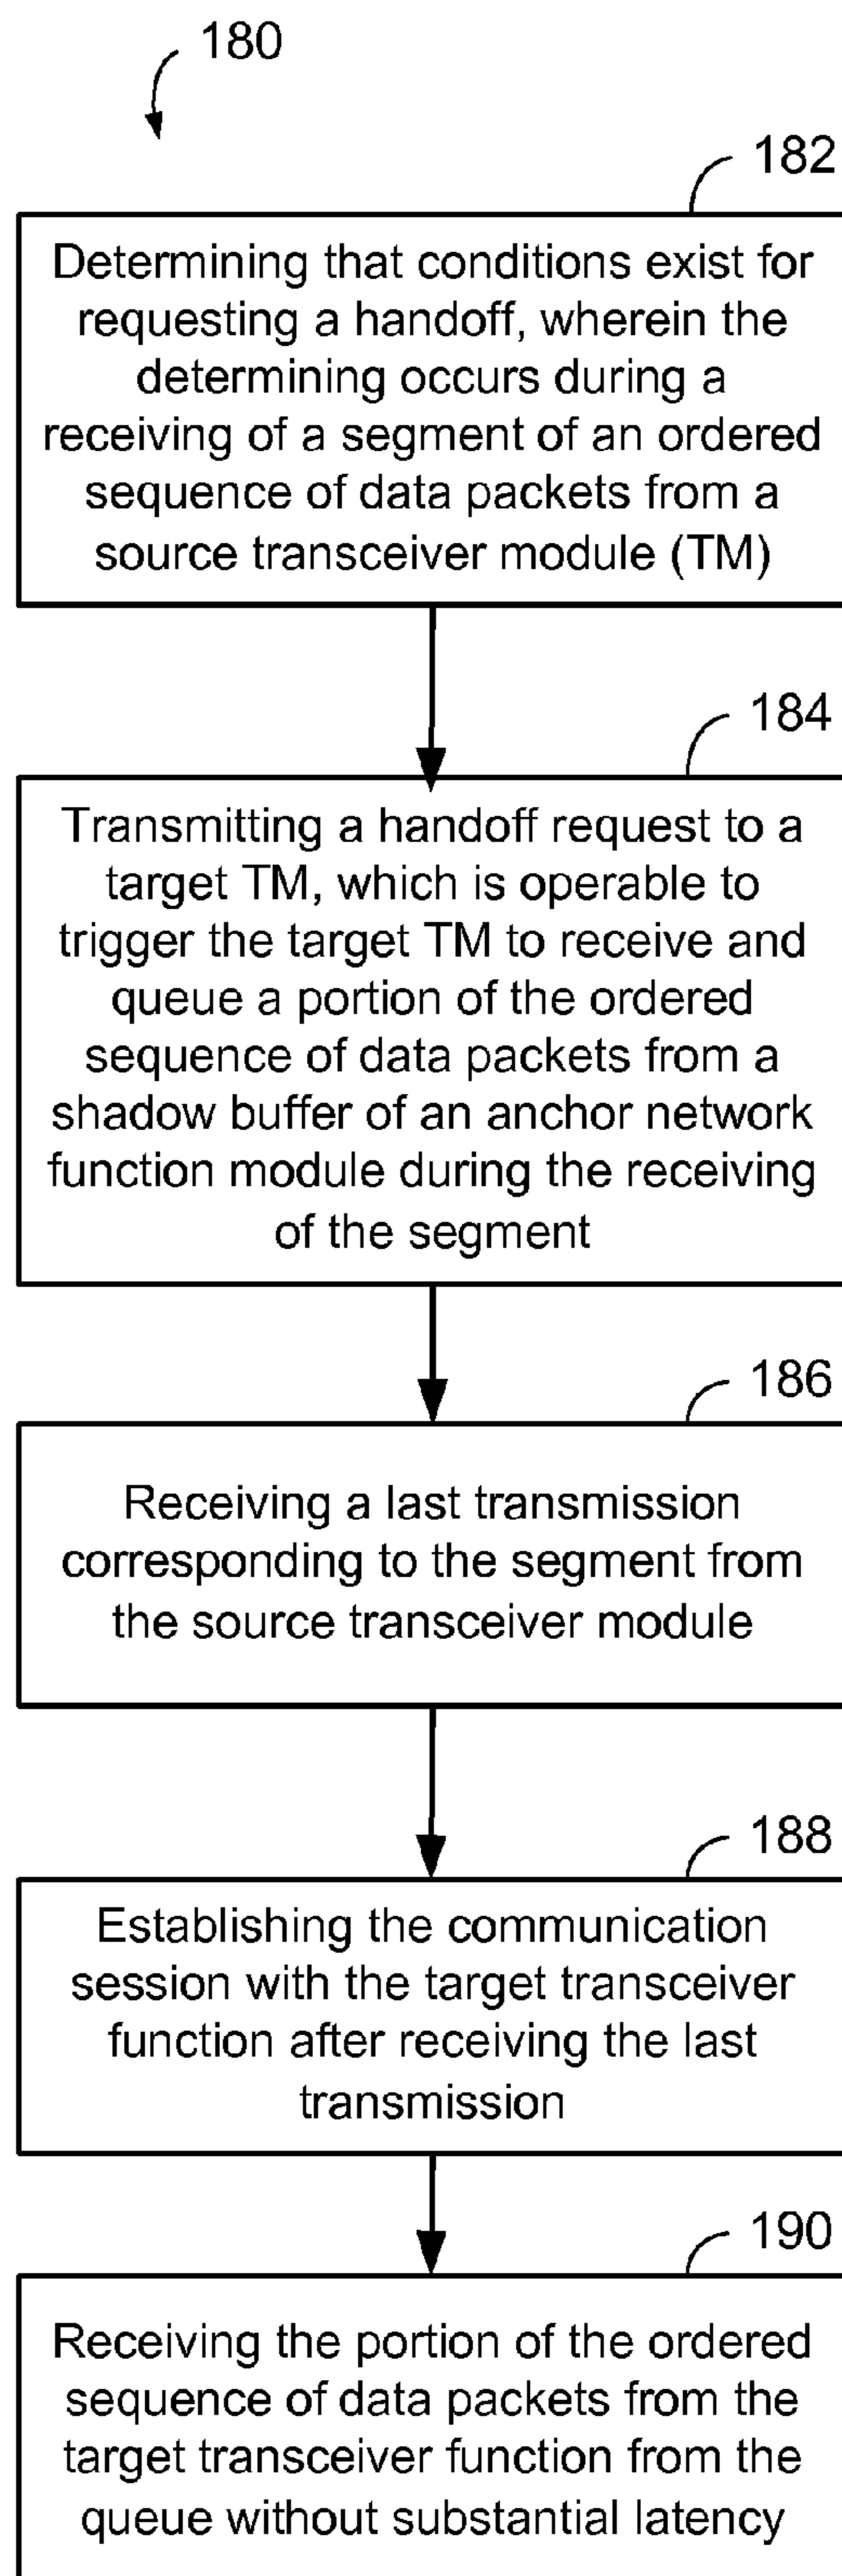 180
182
Determining that conditions exist for
requesting a handoff, wherein the
determining occurs during a
receiving of a segment of an ordered
sequence of data packets from a
source transceiver module (TM)
184
Transmitting a handoff request to a
target TM, which is operable to
trigger the target TM to receive and
queue a portion of the ordered
sequence of data packets from a
shadow buffer of an anchor network
function module during the receiving
of the segment
186
Receiving a last transmission
corresponding to the segment from
the source transceiver module
188
Establishing the communication
session with the target transceiver
function after receiving the last
transmission
190
Receiving the portion of the ordered
sequence of data packets from the
target transceiver function from the
queue without substantial latency